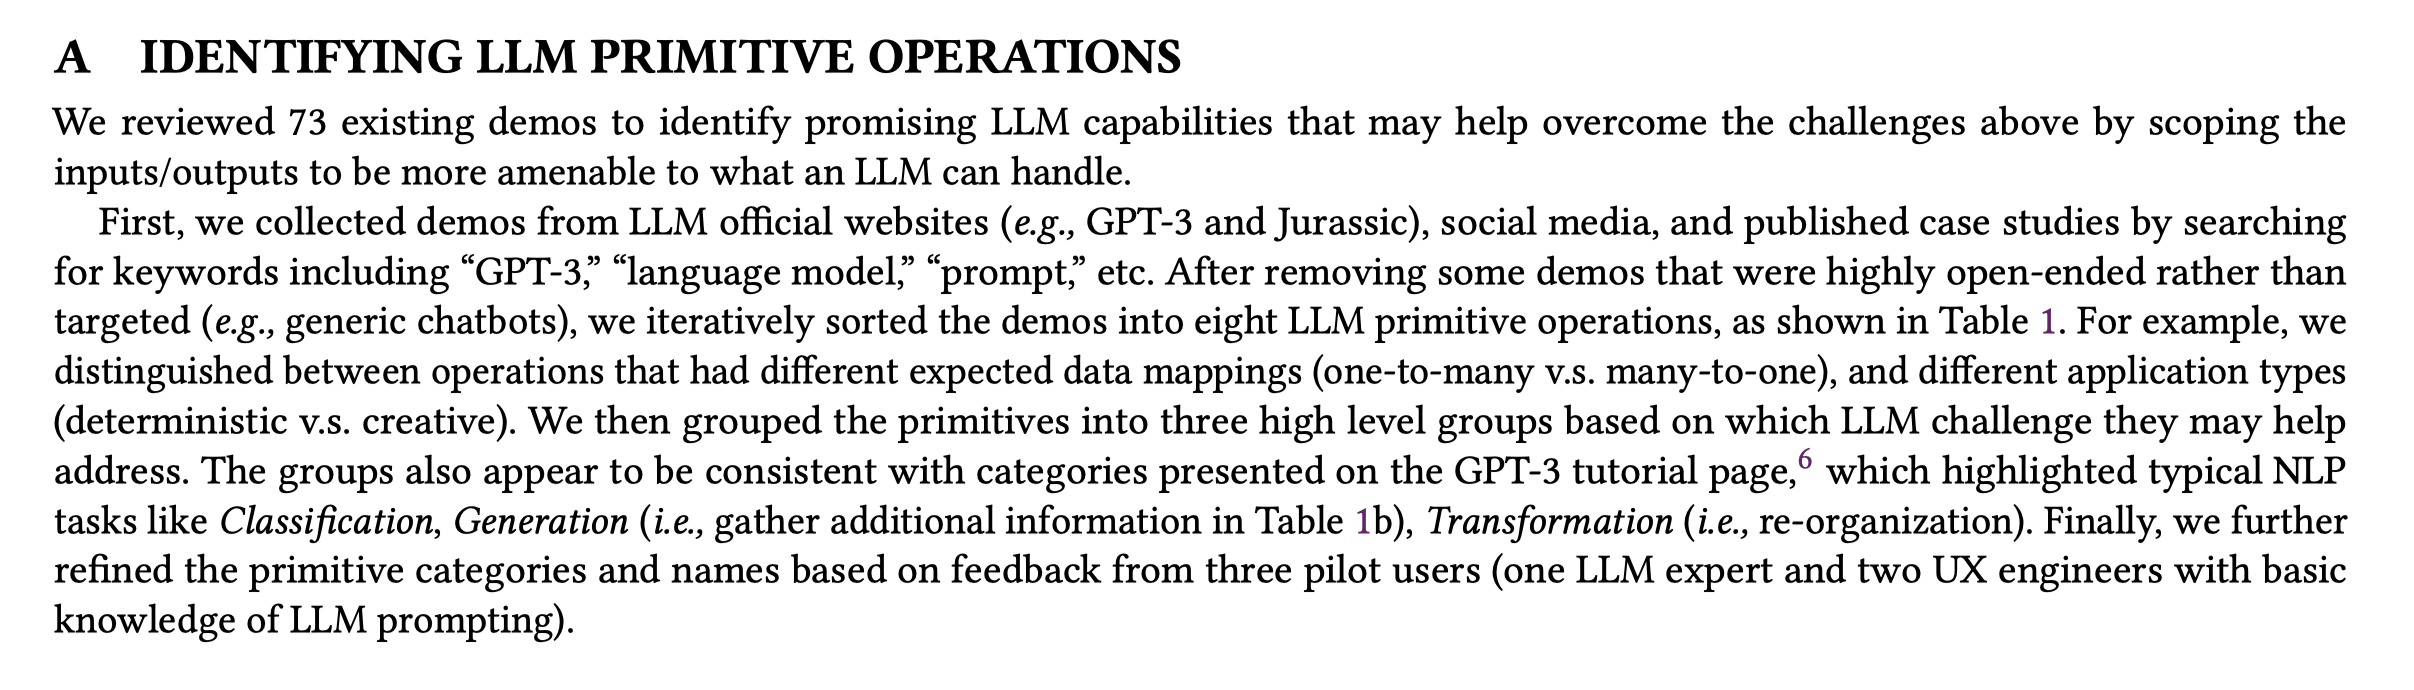 A IDENTIFYING LLM PRIMITIVE OPERATIONS
We reviewed 73 existing demos to identify promising LLM capabilities that may help overcome the challenges above by scoping the
inputs/outputs to be more amenable to what an LLM can handle.
First, we collected demos from LLM official websites (e.g., GPT-3 and Jurassic), social media, and published case studies by searching
for keywords including “GPT-3,” “language model,” “prompt,” etc. After removing some demos that were highly open-ended rather than
targeted (e.g., generic chatbots), we iteratively sorted the demos into eight LLM primitive operations, as shown in Table 1. For example, we
distinguished between operations that had different expected data mappings (one-to-many v.s. many-to-one), and different application types
(deterministic v.s. creative). We then grouped the primitives into three high level groups based on which LLM challenge they may help
address. The groups also appear to be consistent with categories presented on the GPT-3 tutorial page,6 which highlighted typical NLP
tasks like Classification, Generation (i.e., gather additional information in Table 1b), Transformation (i.e., re-organization). Finally, we further
refined the primitive categories and names based on feedback from three pilot users (one LLM expert and two UX engineers with basic
knowledge of LLM prompting).